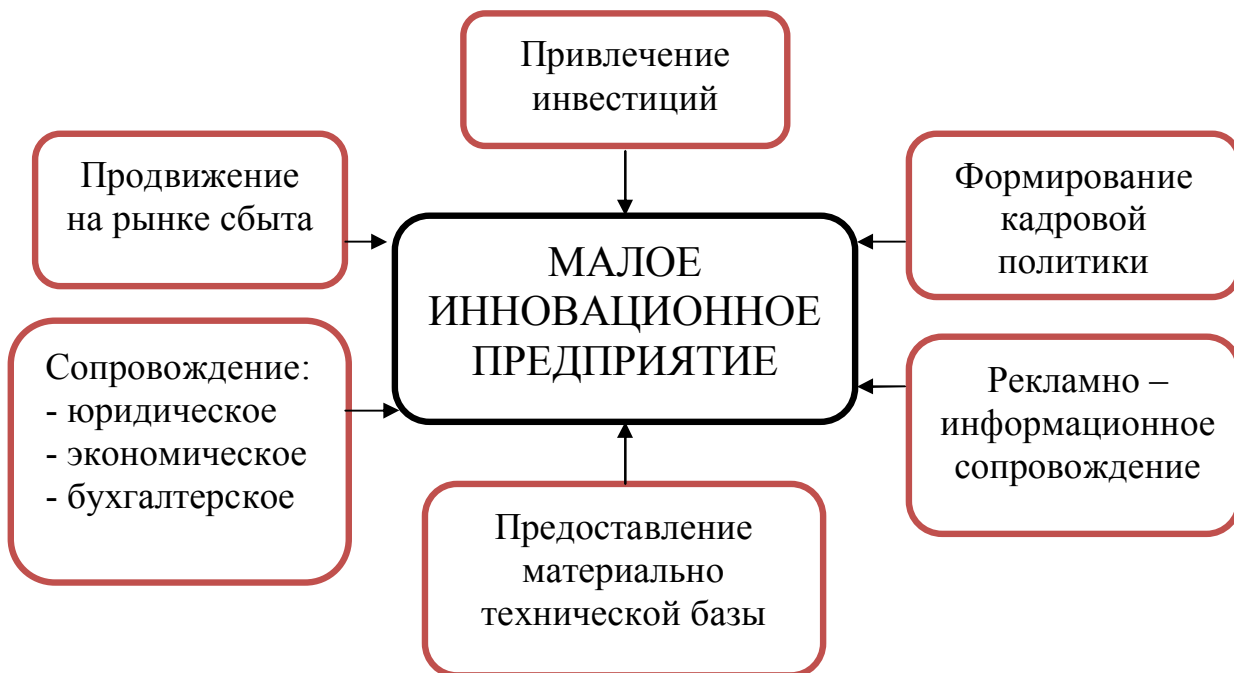 Привлечение
инвестиций
Продвижение
на рынке сбыта
Формирование
кадровой
политики
МАЛОЕ
ИННОВАЦИОННОЕ
ПРЕДПРИЯТИЕ
Сопровождение:
- юридическое
- экономическое
- бухгалтерское
Рекламно –
информационное
сопровождение
Предоставление
материально
технической базы